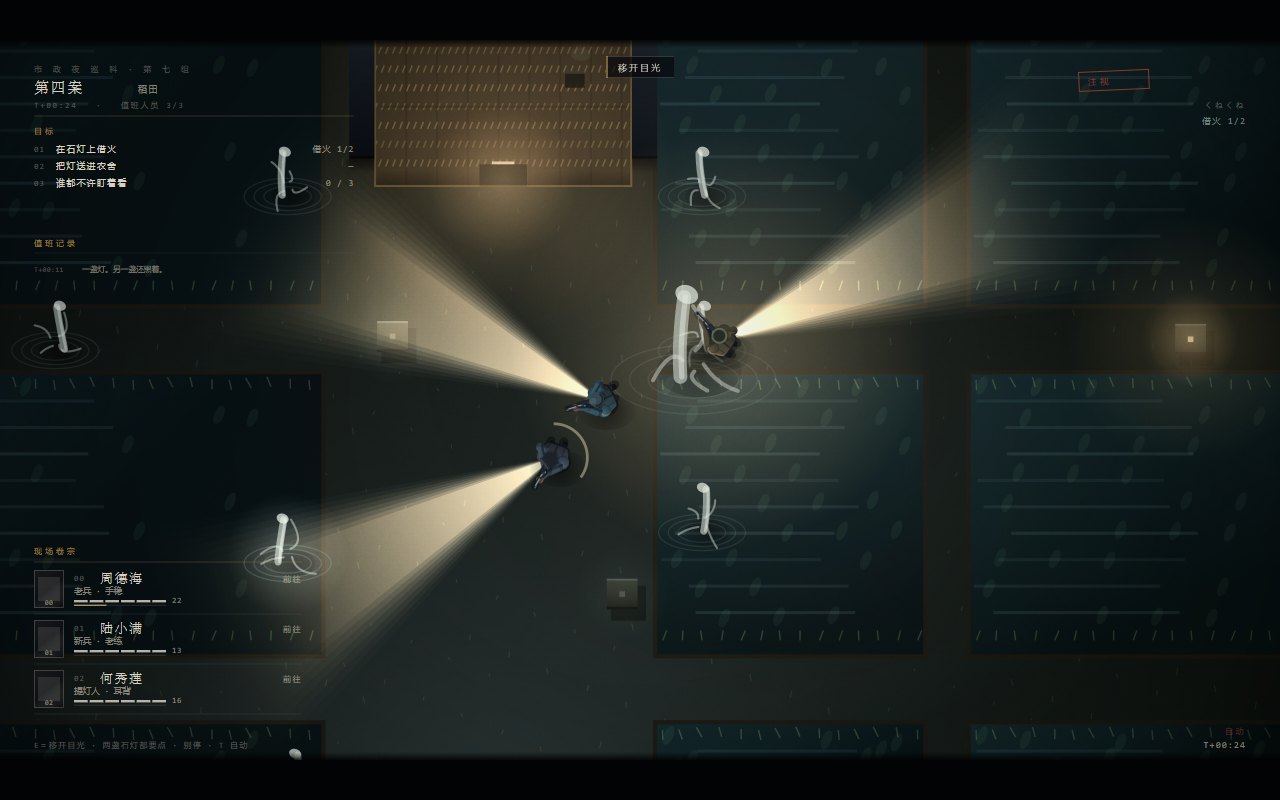 市政夜巡科·第七组
第四案 稻田
T+00:24 · 值班人员 3/3
目标
01 在石灯上借火 借火 1/2
02 把灯送进农舍 —
03 谁都不许盯着看 0 / 3
值班记录
T+00:11 一盏灯。另一盏还黑着。
移开目光
注视
くねくね
借火 1/2
现场卷宗
00 周德海 前往
老兵 · 手稳
22
00
01 陆小满 前往
新兵 · 老练
13
01
02 何秀莲 前往
提灯人 · 耳背
16
02
E=移开目光 · 两盏石灯都要点 · 别停 · T 自动
自动
T+00:24